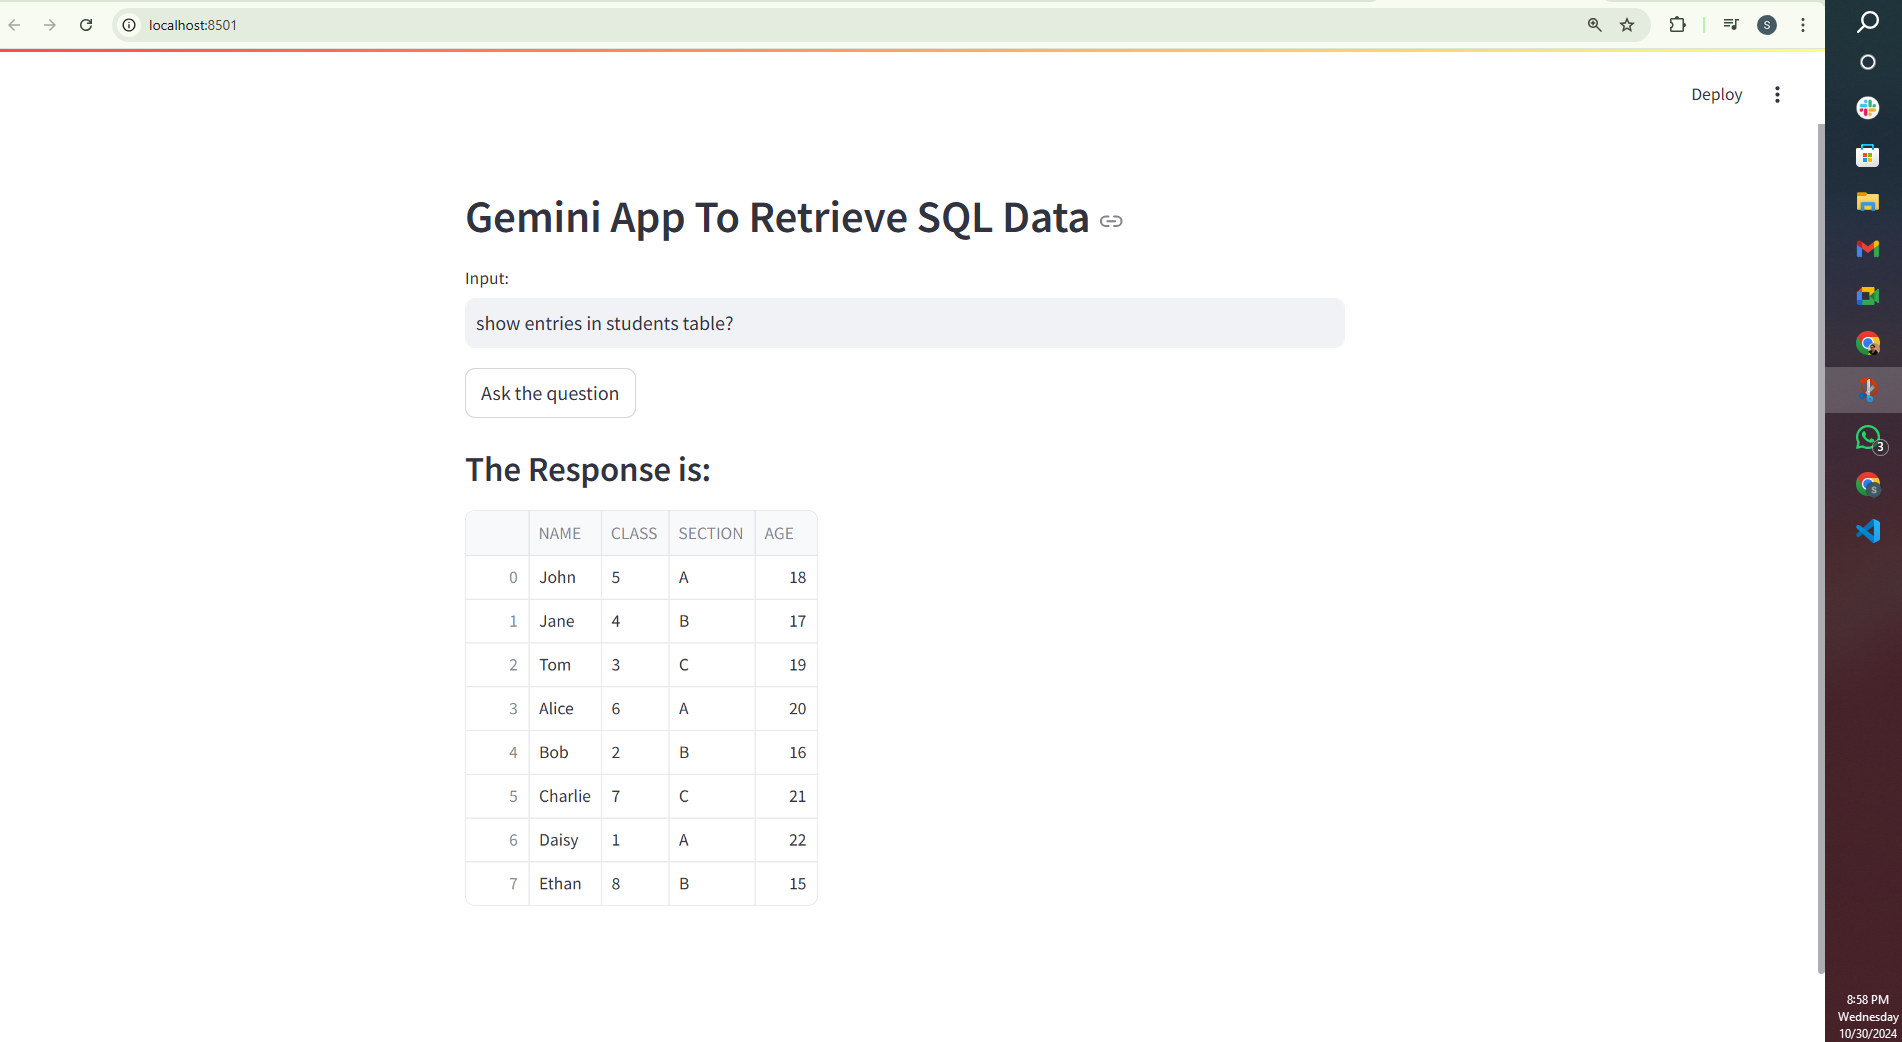 localhost:8501
S
Deploy
Gemini App To Retrieve SQL Data
Input:
show entries in students table?
Ask the question
The Response is:
NAME CLASS SECTION AGE
0 John 5 A 18
1 Jane 4 B 17
2 Tom 3 C 19
3 Alice 6 A 20
4 Bob 2 B 16
5 Charlie 7 C 21
6 Daisy 1 A 22
7 Ethan 8 B 15
3
S
8:58 PM
Wednesday
10/30/2024